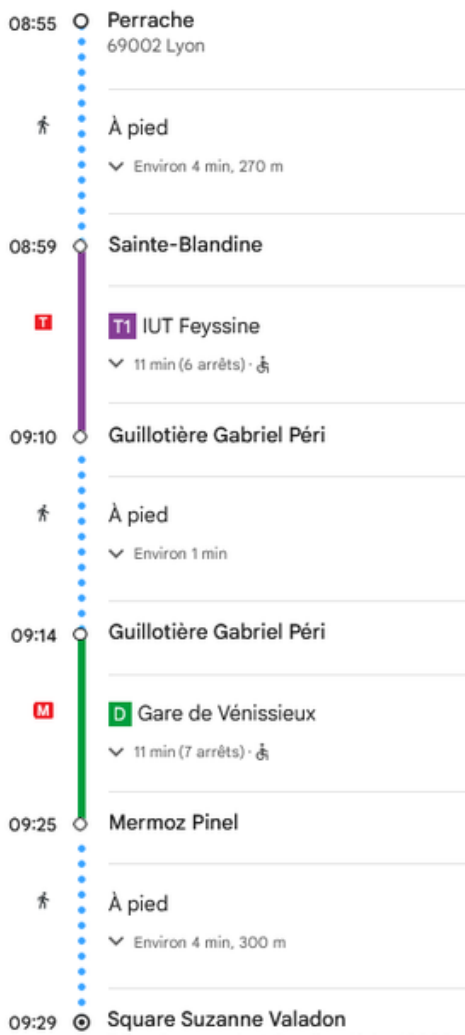 08:55 Perrache
69002 Lyon
À pied
Environ 4 min, 270 m
08:59 Sainte-Blandine
T T1 IUT Feyssine
11 min (6 arrêts) ·
09:10 Guillotière Gabriel Péri
À pied
Environ 1 min
09:14 Guillotière Gabriel Péri
M D Gare de Vénissieux
11 min (7 arrêts) ·
09:25 Mermoz Pinel
À pied
Environ 4 min, 300 m
09:29 Square Suzanne Valadon